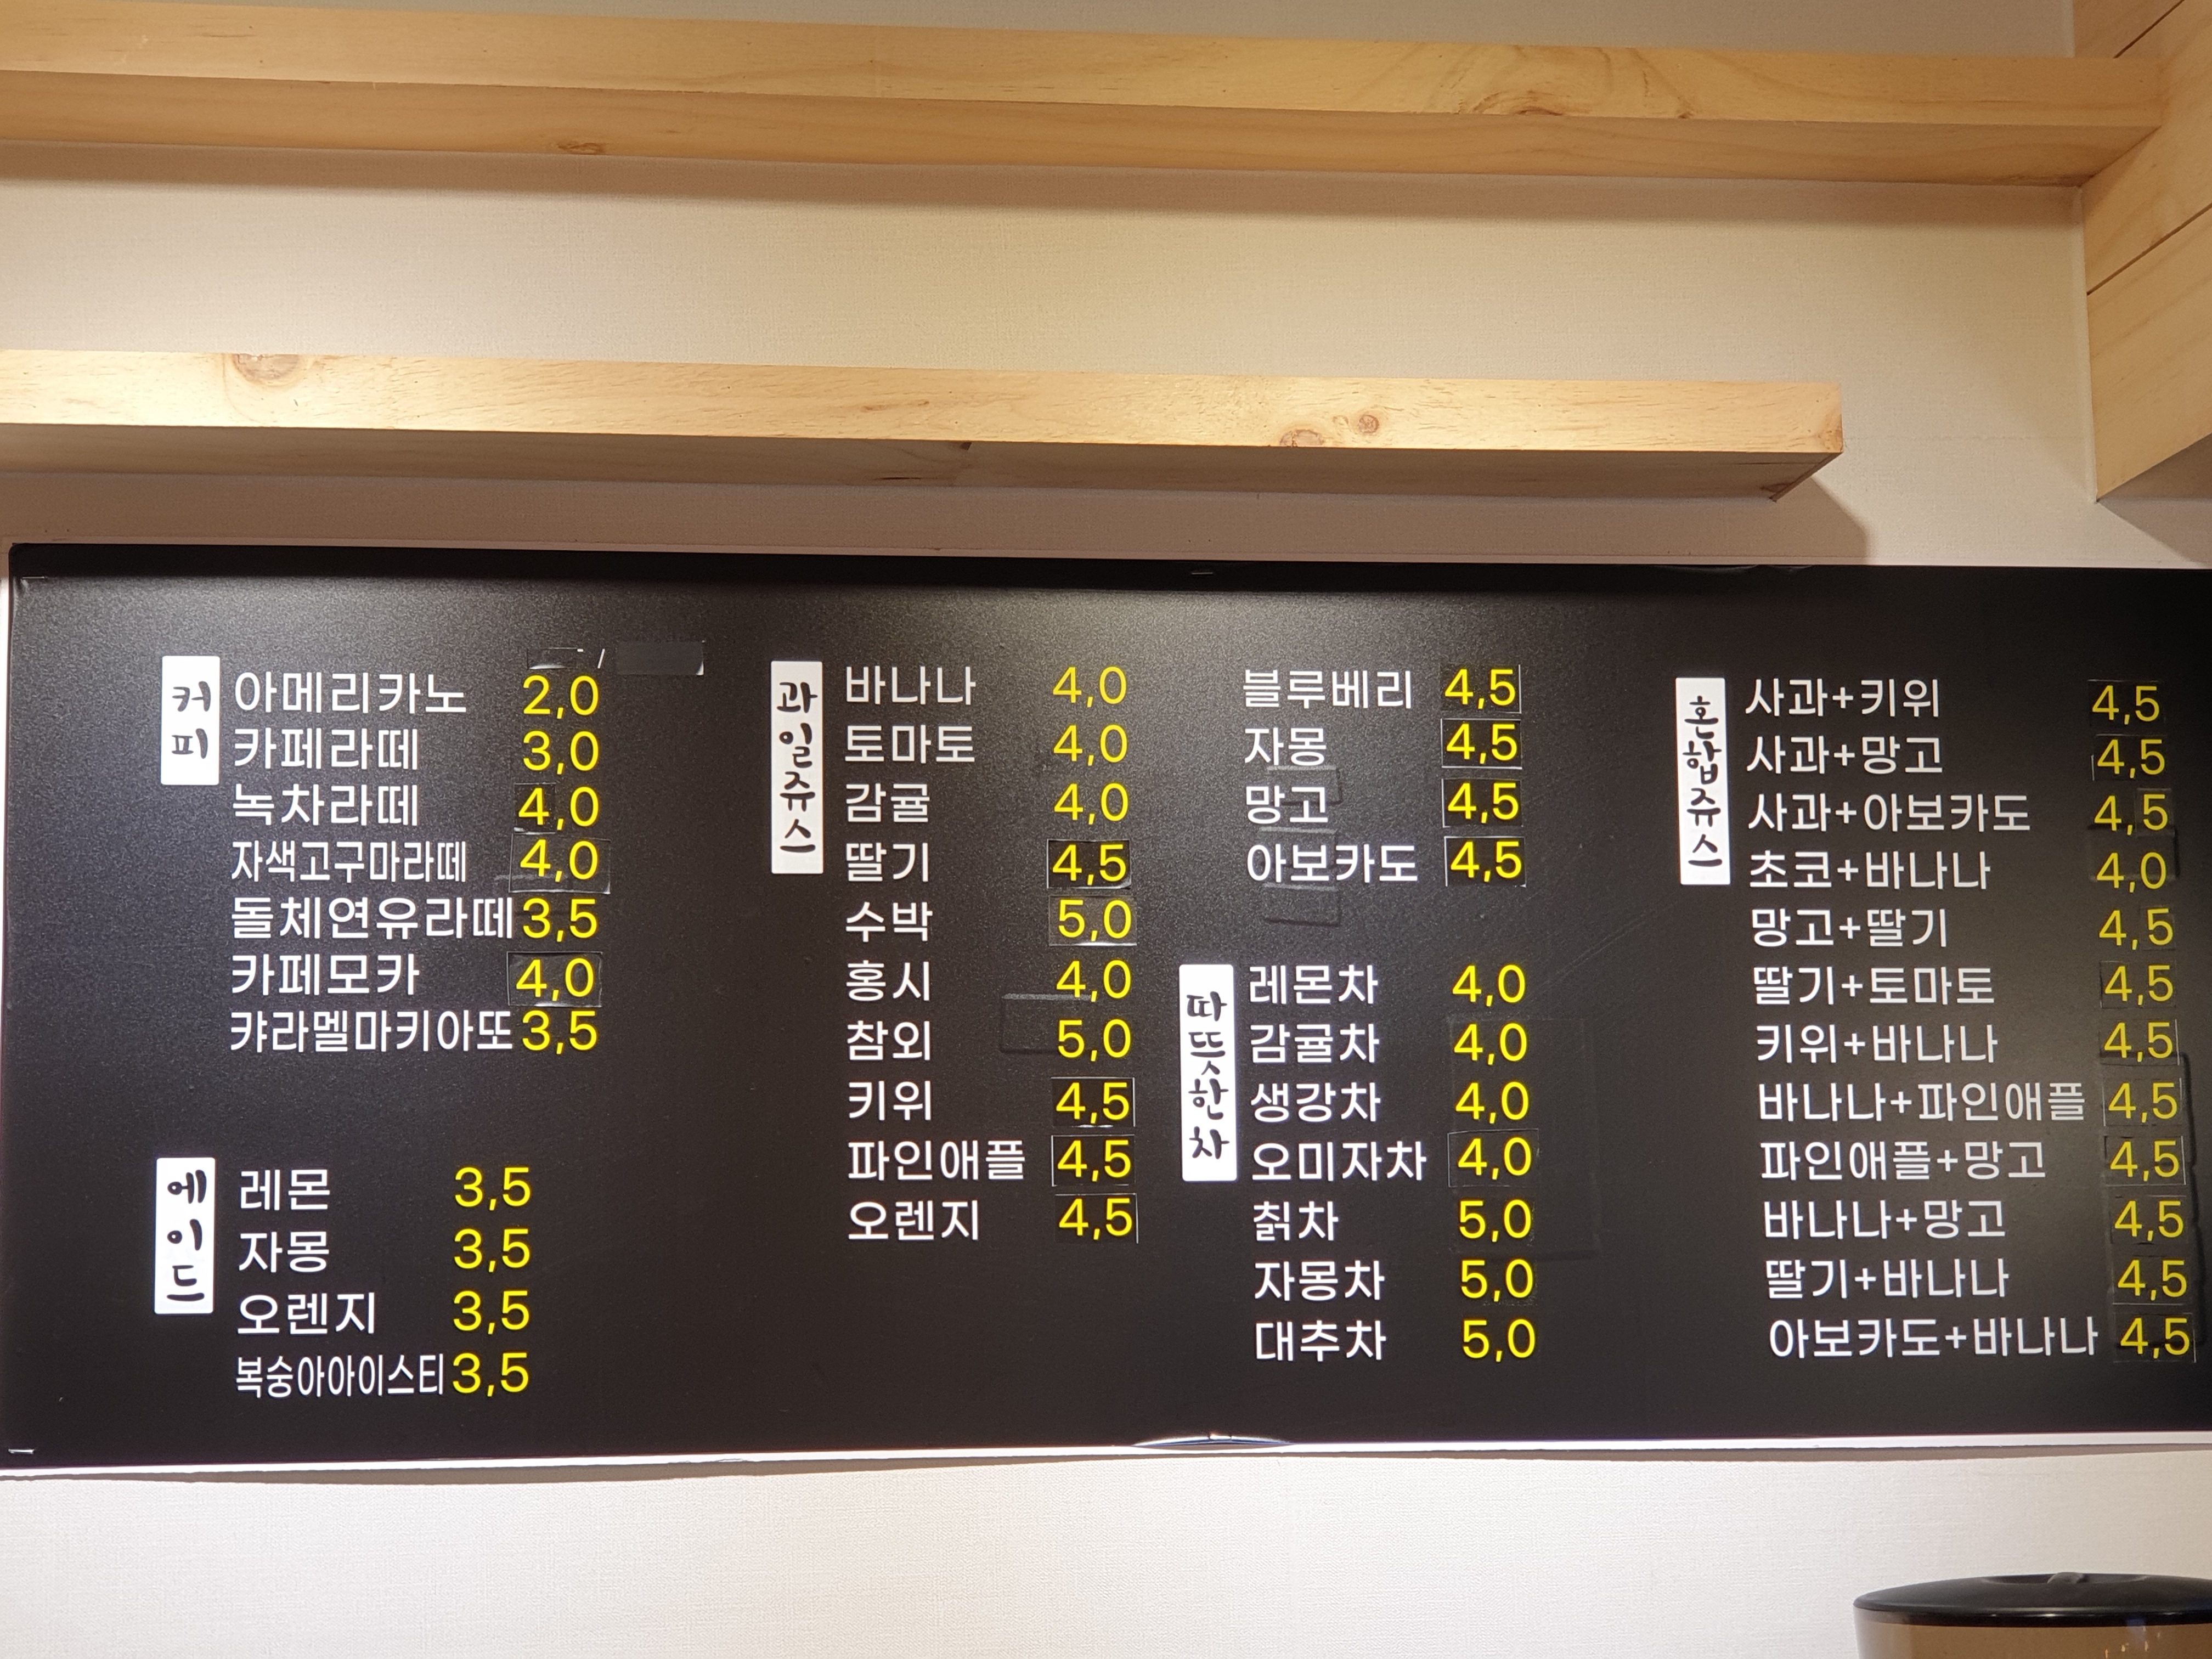 커피
아메리카노 2,0
카페라떼 3,0
녹차라떼 4,0
자색고구마라떼 4,0
돌체연유라떼 3,5
카페모카 4,0
캬라멜마키아또 3,5
에이드
레몬 3,5
자몽 3,5
오렌지 3,5
복숭아아이스티 3,5
과일쥬스
바나나 4,0
토마토 4,0
감귤 4,0
딸기 4,5
수박 5,0
홍시 4,0
참외 5,0
키위 4,5
파인애플 4,5
오렌지 4,5
블루베리 4,5
자몽 4,5
망고 4,5
아보카도 4,5
따뜻한차
레몬차 4,0
감귤차 4,0
생강차 4,0
오미자차 4,0
칡차 5,0
자몽차 5,0
대추차 5,0
혼합쥬스
사과+키위 4,5
사과+망고 4,5
사과+아보카도 4,5
초코+바나나 4,0
망고+딸기 4,5
딸기+토마토 4,5
키위+바나나 4,5
바나나+파인애플 4,5
파인애플+망고 4,5
바나나+망고 4,5
딸기+바나나 4,5
아보카도+바나나 4,5